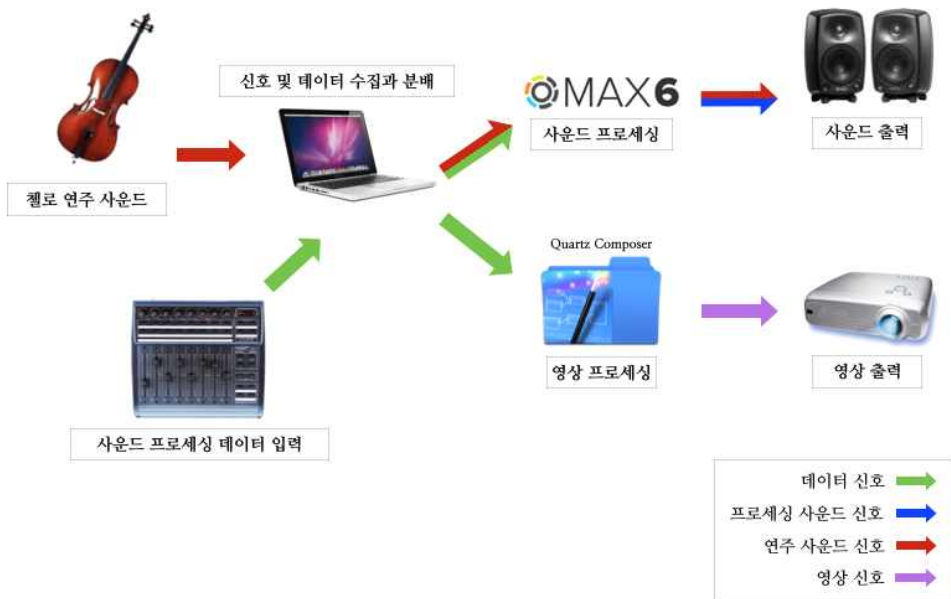 신호 및 데이터 수집과 분배
MAX6
사운드 프로세싱
사운드 출력
첼로 연주 사운드
Quartz Composer
영상 프로세싱
영상 출력
사운드 프로세싱 데이터 입력
데이터 신호
프로세싱 사운드 신호
연주 사운드 신호
영상 신호